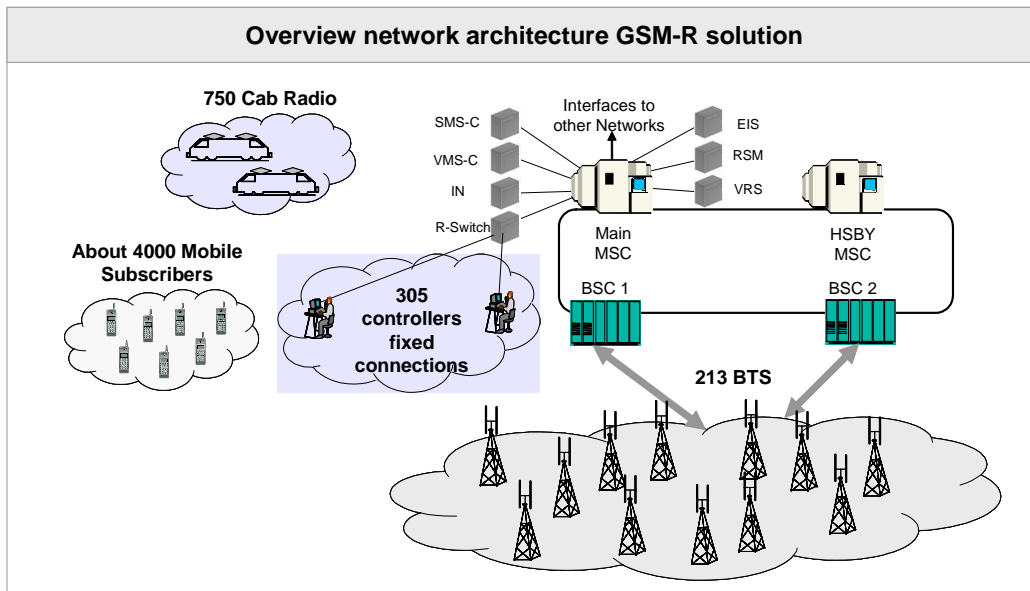 Overview network architecture GSM-R solution
750 Cab Radio
Interfaces to
other Networks
SMS-C
VMS-C
IN
R-Switch
EIS
RSM
VRS
Main
MSC
HSBY
MSC
About 4000 Mobile
Subscribers
305
controllers
fixed
connections
BSC 1
BSC 2
213 BTS